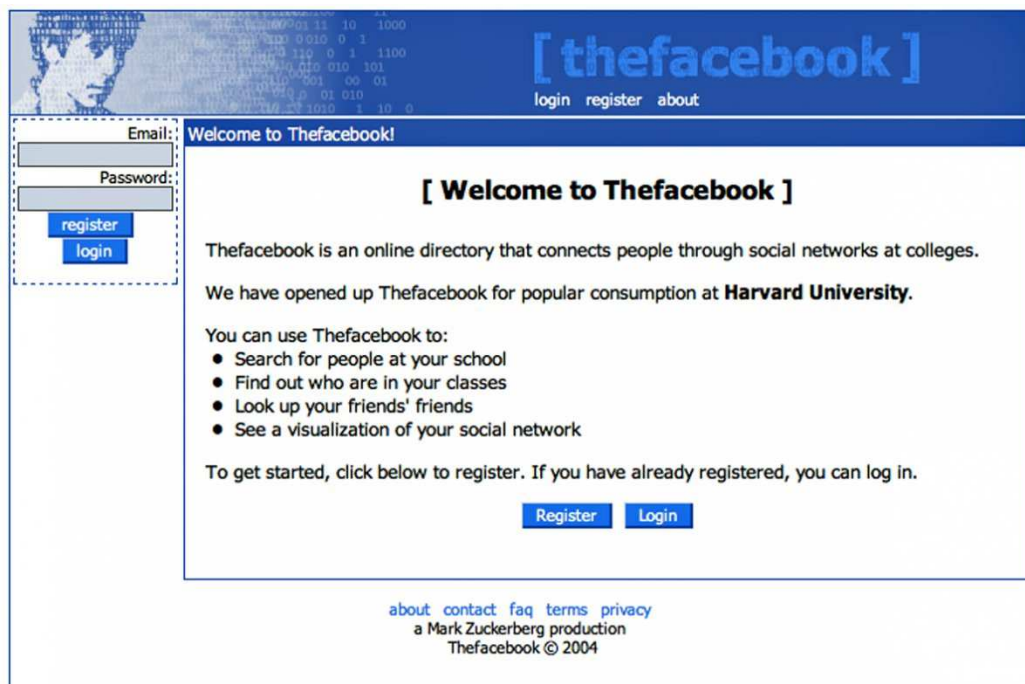 [thefacebook]
login register about
Email:
Password:
register
login
Welcome to Thefacebook!
[ Welcome to Thefacebook ]
Thefacebook is an online directory that connects people through social networks at colleges.
We have opened up Thefacebook for popular consumption at Harvard University.
You can use Thefacebook to:
• Search for people at your school
• Find out who are in your classes
• Look up your friends' friends
• See a visualization of your social network
To get started, click below to register. If you have already registered, you can log in.
Register Login
about contact faq terms privacy
a Mark Zuckerberg production
Thefacebook © 2004